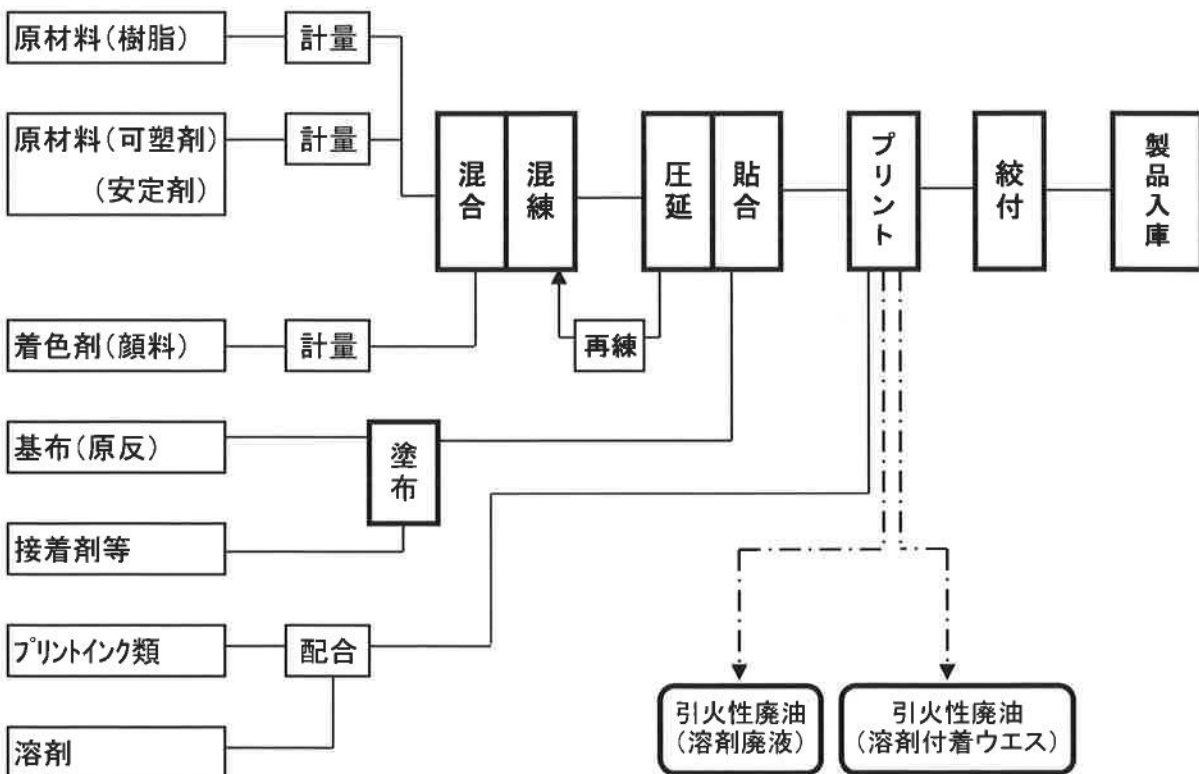 原材料(樹脂)
計量
原材料(可塑剤)
(安定剤)
計量
混合
混練
圧延
貼合
プリント
絞付
製品入庫
着色剤(顔料)
計量
再練
基布(原反)
塗布
接着剤等
プリントインク類
配合
溶剤
引火性廃油
(溶剤廃液)
引火性廃油
(溶剤付着ウエス)